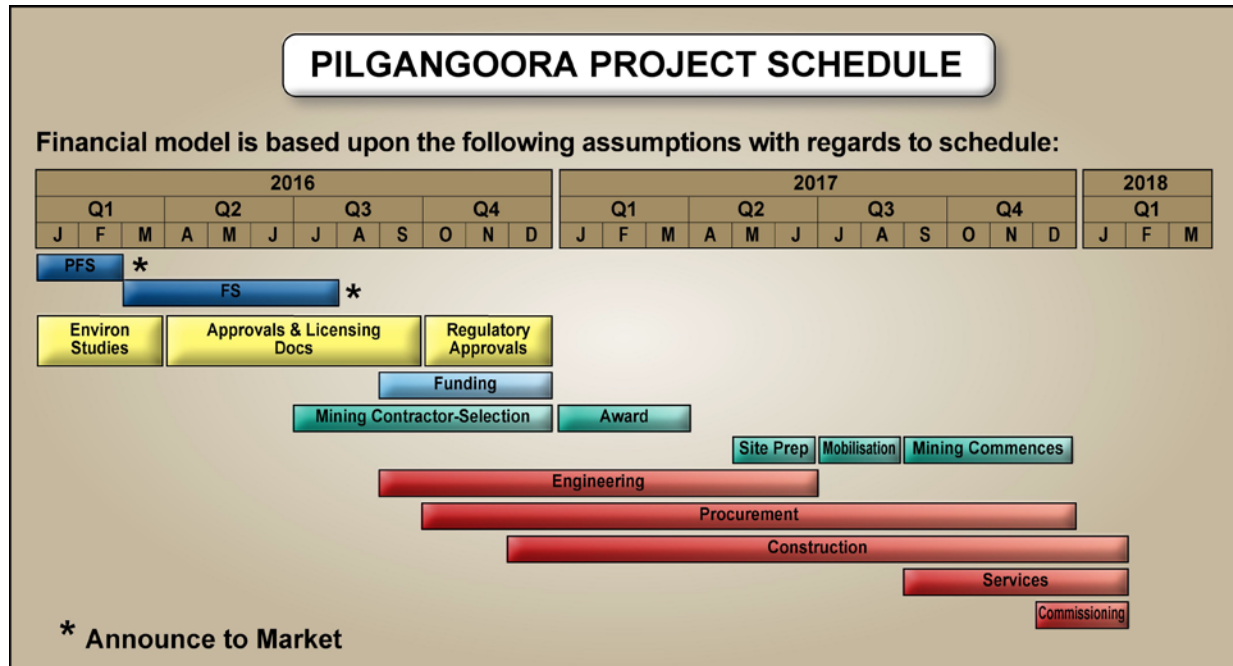 PILGANGOORA PROJECT SCHEDULE
Financial model is based upon the following assumptions with regards to schedule:
2016 2017 2018
Q1 Q2 Q3 Q4 Q1 Q2 Q3 Q4 Q1
J F M A M J J A S O N D J F M A M J J A S O N D J F M
PFS *
FS *
Environ Studies
Approvals & Licensing Docs
Regulatory Approvals
Funding
Mining Contractor-Selection Award
Site Prep Mobilisation Mining Commences
Engineering
Procurement
Construction
Services
Commissioning
* Announce to Market